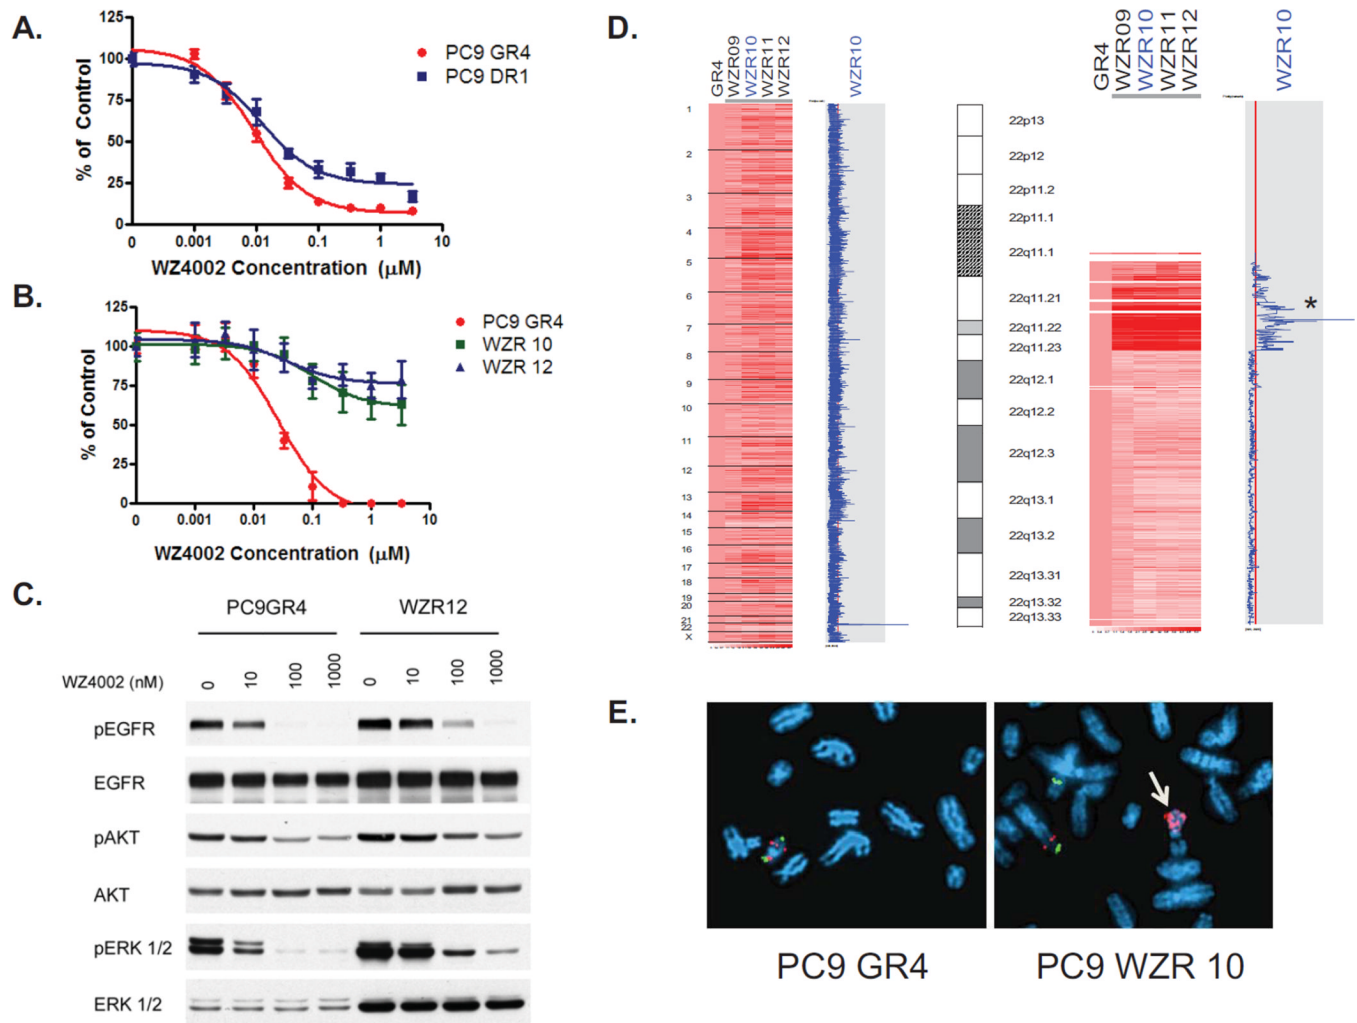 A.
125
100
75
50
25
0
% of Control
0
0.001
0.01
0.1
1
10
WZ4002 Concentration (μM)
PC9 GR4
PC9 DR1
B.
125
100
75
50
25
0
% of Control
0
0.001
0.01
0.1
1
10
WZ4002 Concentration (μM)
PC9 GR4
WZR 10
WZR 12
C.
PC9GR4
WZR12
WZ4002 (nM)
0
10
100
1000
0
10
100
1000
pEGFR
EGFR
pAKT
AKT
pERK 1/2
ERK 1/2
D.
GR4
WZR09
WZR10
WZR11
WZR12
WZR10
1
2
3
4
5
6
7
8
9
10
11
12
13
14
15
16
17
18
19
20
21
22
X
22p13
22p12
22p11.2
22p11.1
22q11.1
22q11.21
22q11.22
22q11.23
22q12.1
22q12.2
22q12.3
22q13.1
22q13.2
22q13.31
22q13.32
22q13.33
GR4
WZR09
WZR10
WZR11
WZR12
WZR10
*
E.
PC9 GR4
PC9 WZR 10